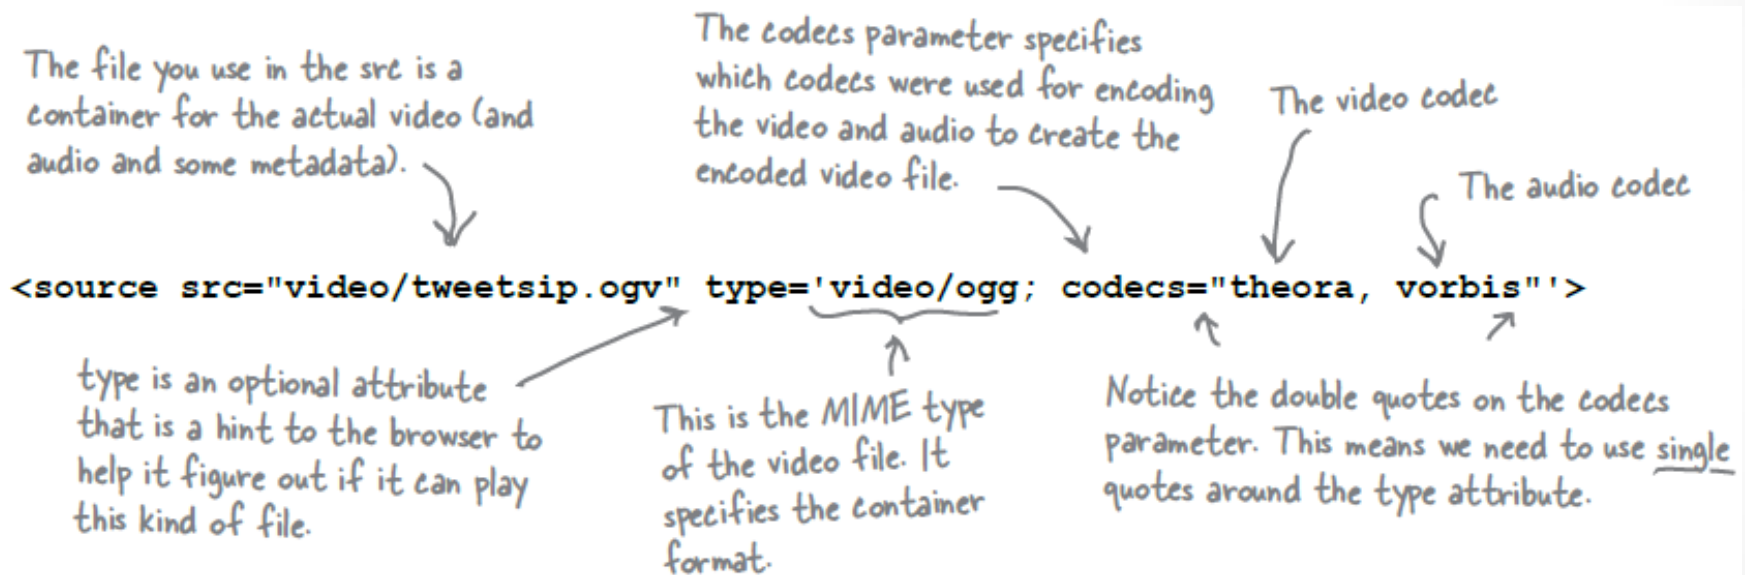 The file you use in the src is a
container for the actual video (and
audio and some metadata).
The codecs parameter specifies
which codecs were used for encoding
the video and audio to create the
encoded video file.
The video codec
The audio codec
<source src="video/tweetsip.ogv" type='video/ogg; codecs="theora, vorbis"'>
type is an optional attribute
that is a hint to the browser to
help it figure out if it can play
this kind of file.
This is the MIME type
of the video file. It
specifies the container
format.
Notice the double quotes on the codecs
parameter. This means we need to use single
quotes around the type attribute.